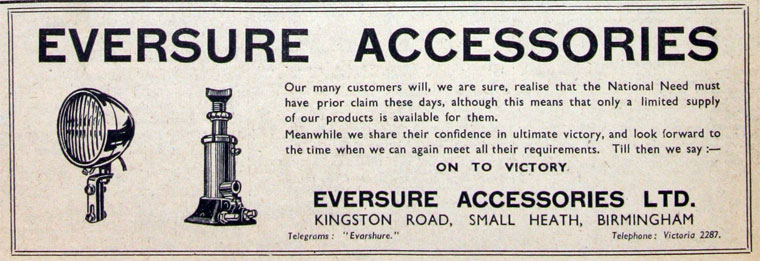 EVERSURE ACCESSORIES
Our many customers will, we are sure, realise that the National Need must
have prior claim these days, although this means that only a limited supply
of our products is available for them.
Meanwhile we share their confidence in ultimate victory, and look forward to
the time when we can again meet all their requirements. Till then we say :—
ON TO VICTORY.
EVERSURE ACCESSORIES LTD.
KINGSTON ROAD, SMALL HEATH, BIRMINGHAM
Telegrams : "Evarshure." Telephone : Victoria 2287.